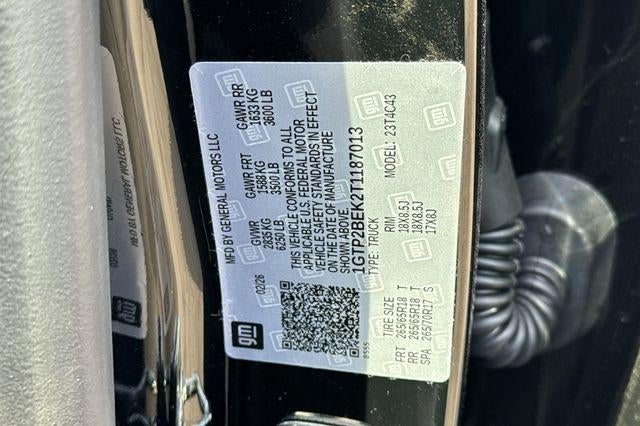 MFD BY GENERAL MOTORS LLC
02/26 GVWR GAWR FRT GAWR RR
2835 KG 1588 KG 1633 KG
6250 LB 3500 LB 3600 LB
THIS VEHICLE CONFORMS TO ALL
APPLICABLE U.S. FEDERAL MOTOR
VEHICLE SAFETY STANDARDS IN EFFECT
ON THE DATE OF MANUFACTURE
SHOWN ABOVE.
1GTP2BEK2T1187013
TYPE: TRUCK MODEL: 23T4C43
8555
TIRE SIZE RIM
FRT: 265/65R18 T 18X8.5J
RR: 265/65R18 T 18X8.5J
SPA: 265/70R17 S 17X8J
gm